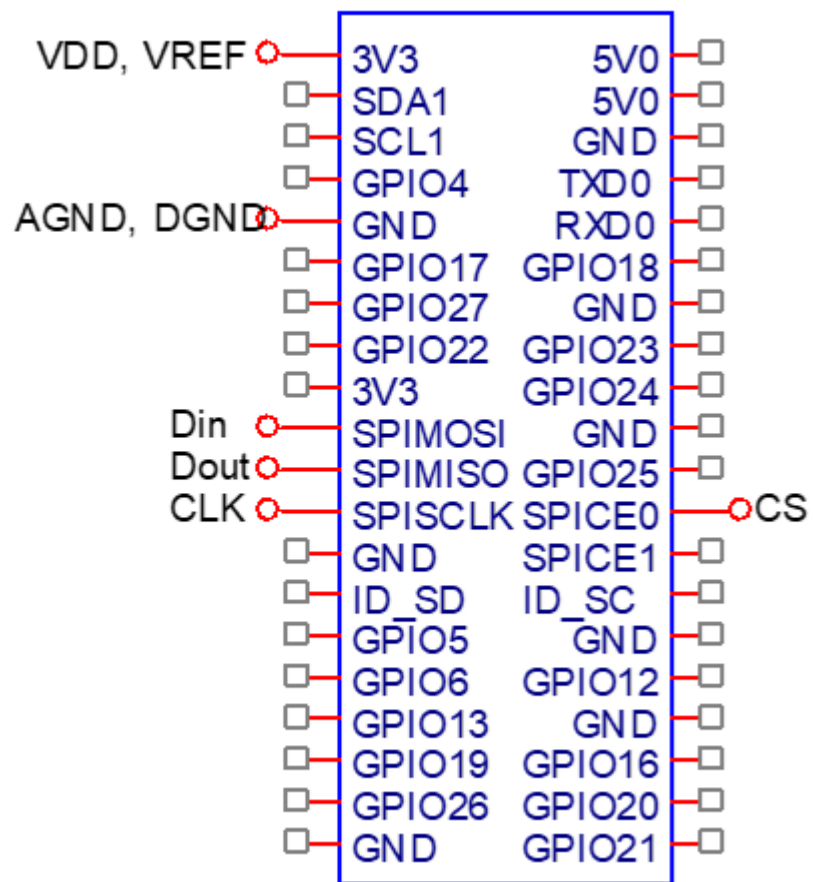 VDD, VREF 3V3 5V0
SDA1 5V0
SCL1 GND
GPIO4 TXD0
AGND, DGND GND RXD0
GPIO17 GPIO18
GPIO27 GND
GPIO22 GPIO23
3V3 GPIO24
Din SPIMOSI GND
Dout SPIMISO GPIO25
CLK SPISCLK SPICE0 CS
GND SPICE1
ID_SD ID_SC
GPIO5 GND
GPIO6 GPIO12
GPIO13 GND
GPIO19 GPIO16
GPIO26 GPIO20
GND GPIO21